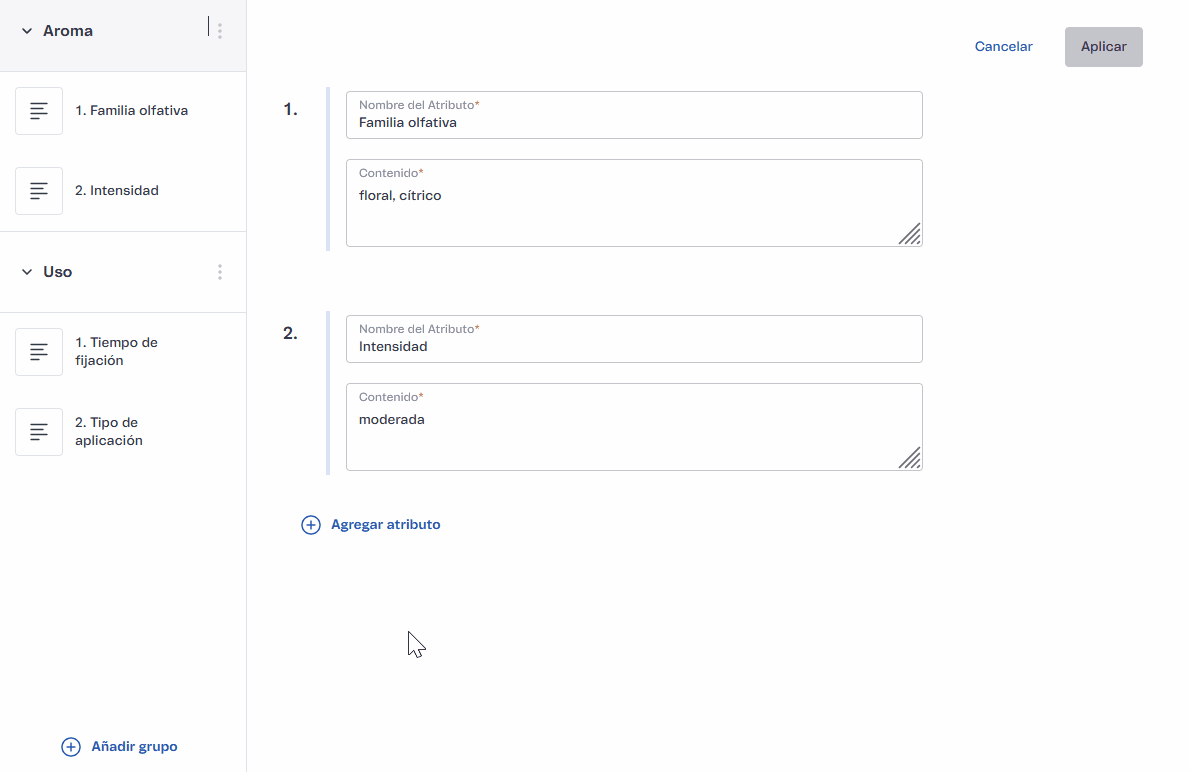 Aroma
1. Familia olfativa
2. Intensidad
Uso
1. Tiempo de
fijación
2. Tipo de
aplicación
Añadir grupo
Cancelar
Aplicar
1.
Nombre del Atributo*
Familia olfativa
Contenido*
floral, cítrico
2.
Nombre del Atributo*
Intensidad
Contenido*
moderada
Agregar atributo